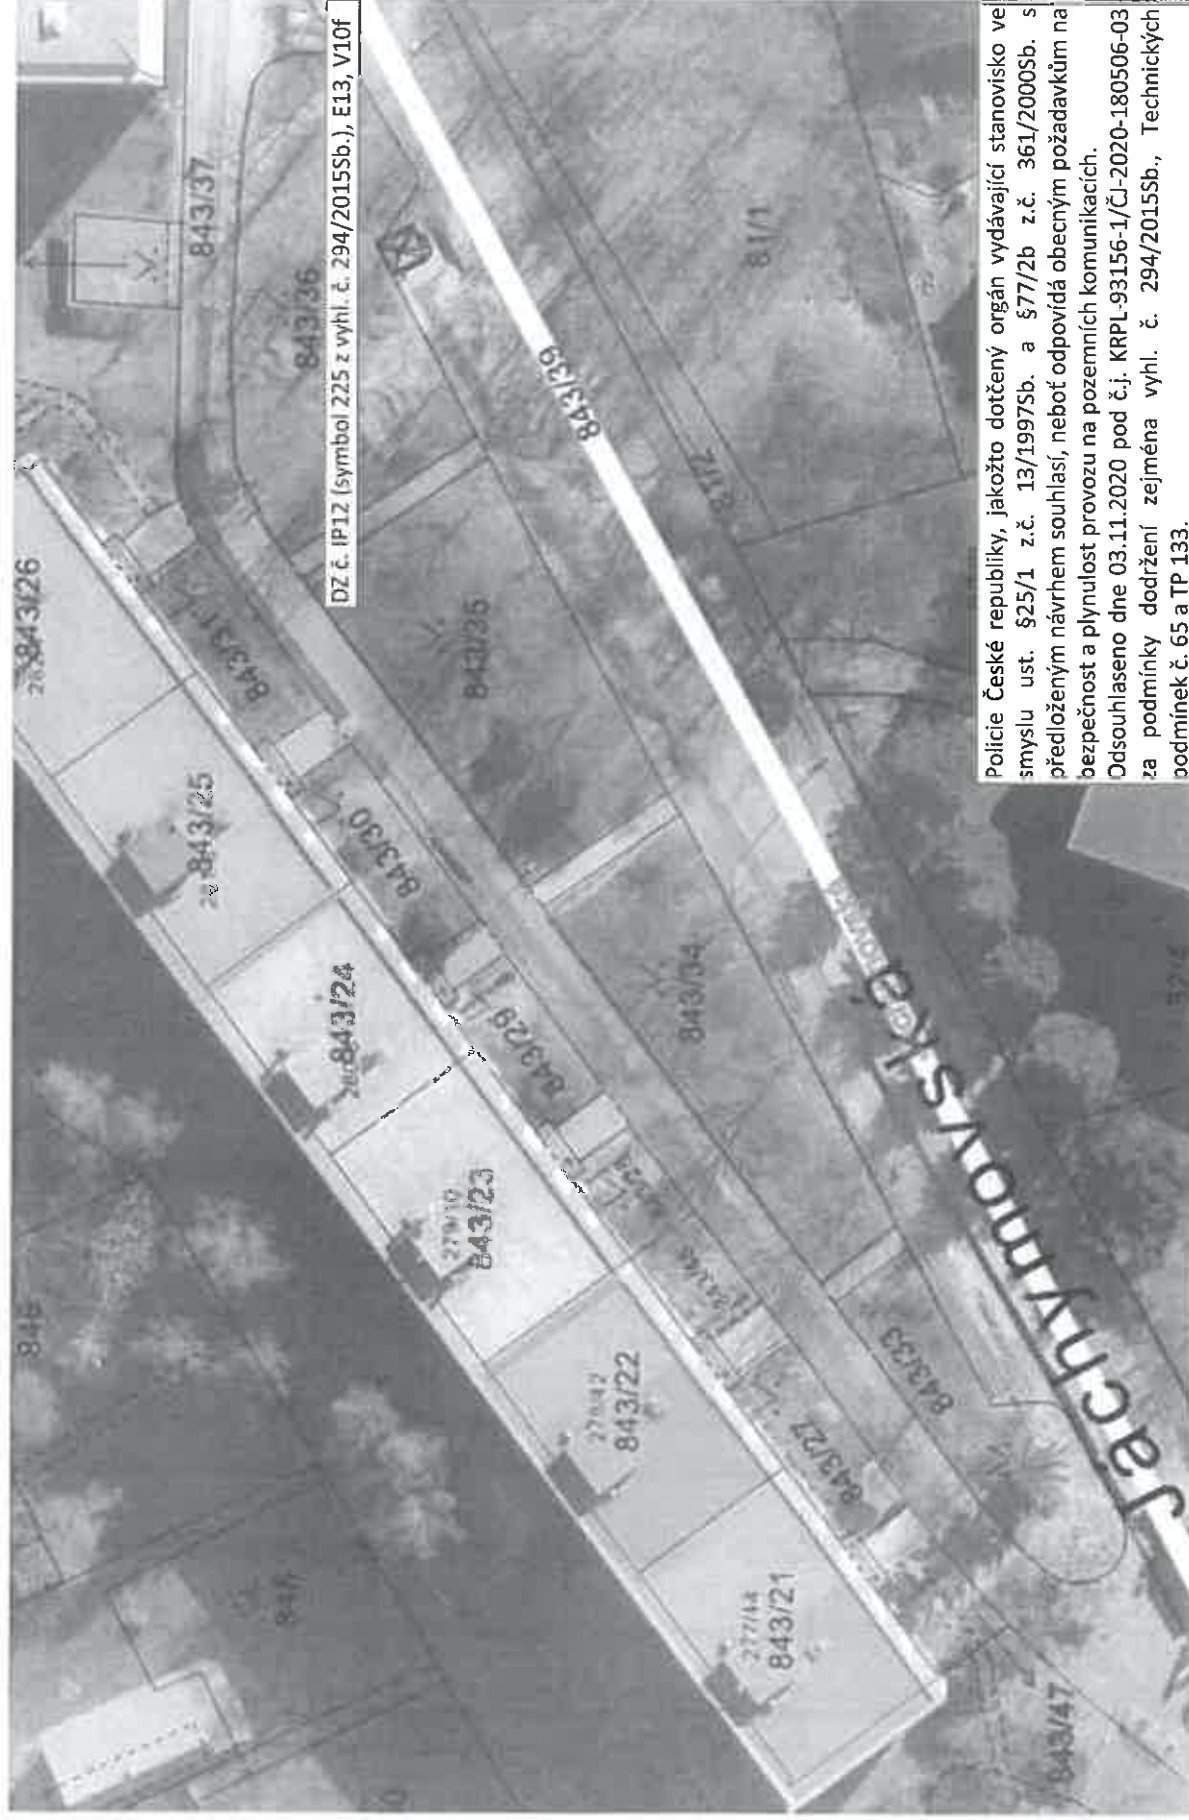 843/26
843/37
843/36
DZ č. IP12 (symbol 225 z vyhl. č. 294/2015Sb.), E13, V10f
843/31
843/25
843/30
843/39
81/1
81/2
843/24
843/29
843/34
279/10
843/23
843/22
843/33
843/27
277/44
843/21
843/47
846
Jáchymovská
Policie České republiky, jakožto dotčený orgán vydávající stanovisko ve
smyslu ust. §25/1 z.č. 13/1997Sb. a §77/2b z.č. 361/2000Sb. s
předloženým návrhem souhlasí, neboť odpovídá obecným požadavkům na
bezpečnost a plynulost provozu na pozemních komunikacích.
Odsouhlaseno dne 03.11.2020 pod č.j. KRPL-93156-1/ČJ-2020-180506-03
za podmínky dodržení zejména vyhl. č. 294/2015Sb., Technických
podmínek č. 65 a TP 133.